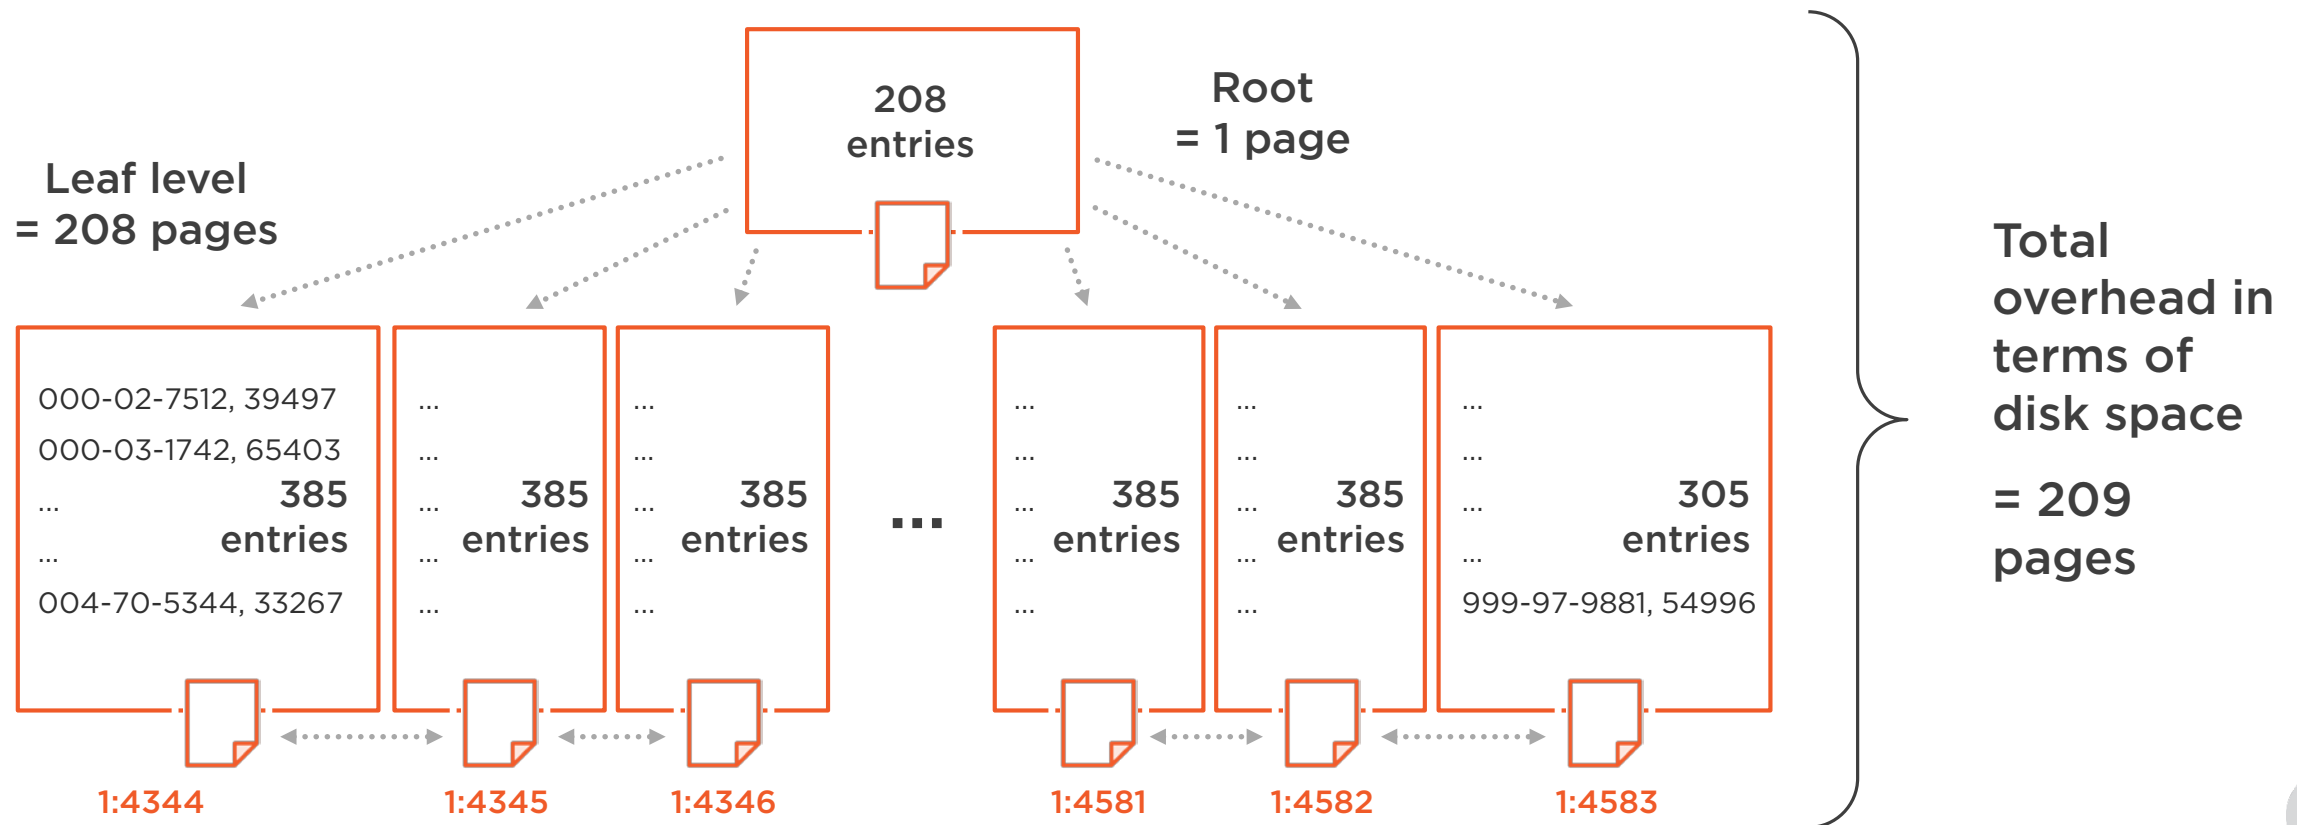 208
entries
Root
= 1 page
Leaf level
= 208 pages
000-02-7512, 39497
000-03-1742, 65403
...
...
004-70-5344, 33267
385
entries
...
...
...
...
...
385
entries
...
...
...
...
...
385
entries
...
...
...
...
...
...
385
entries
...
...
...
...
...
385
entries
...
...
...
...
999-97-9881, 54996
305
entries
1:4344
1:4345
1:4346
1:4581
1:4582
1:4583
Total
overhead in
terms of
disk space
= 209
pages